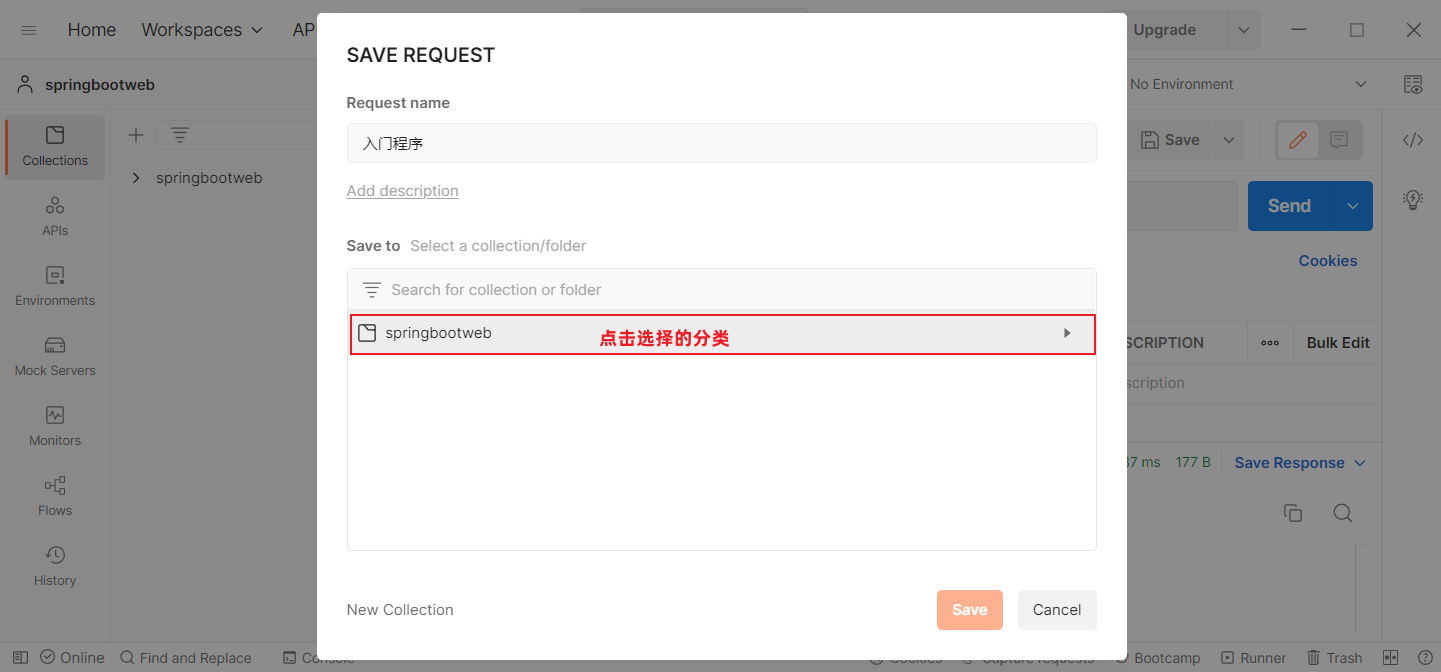 Home Workspaces API
Upgrade
springbootweb
No Environment
Collections
Save
springbootweb
APIs
Send
Environments
Cookies
Mock Servers
SCRIPTION
Bulk Edit
scription
Monitors
37 ms 177 B Save Response
Flows
History
SAVE REQUEST
Request name
入门程序
Add description
Save to Select a collection/folder
Search for collection or folder
springbootweb 点击选择的分类
New Collection Save Cancel
Online Find and Replace Console Cookies Capture requests Bootcamp Runner Trash